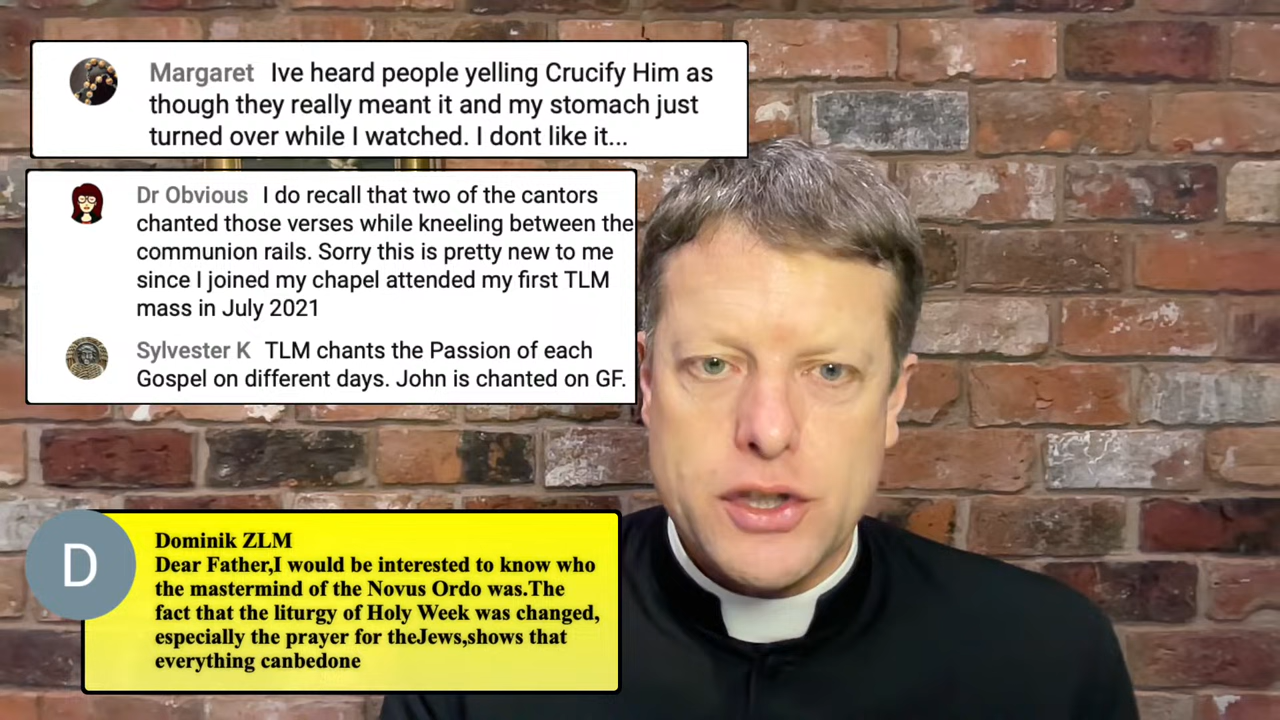 Margaret Ive heard people yelling Crucify Him as
though they really meant it and my stomach just
turned over while I watched. I dont like it...
Dr Obvious I do recall that two of the cantors
chanted those verses while kneeling between the
communion rails. Sorry this is pretty new to me
since I joined my chapel attended my first TLM
mass in July 2021
Sylvester K TLM chants the Passion of each
Gospel on different days. John is chanted on GF.
D
Dominik ZLM
Dear Father,I would be interested to know who
the mastermind of the Novus Ordo was.The
fact that the liturgy of Holy Week was changed,
especially the prayer for theJews,shows that
everything canbedone